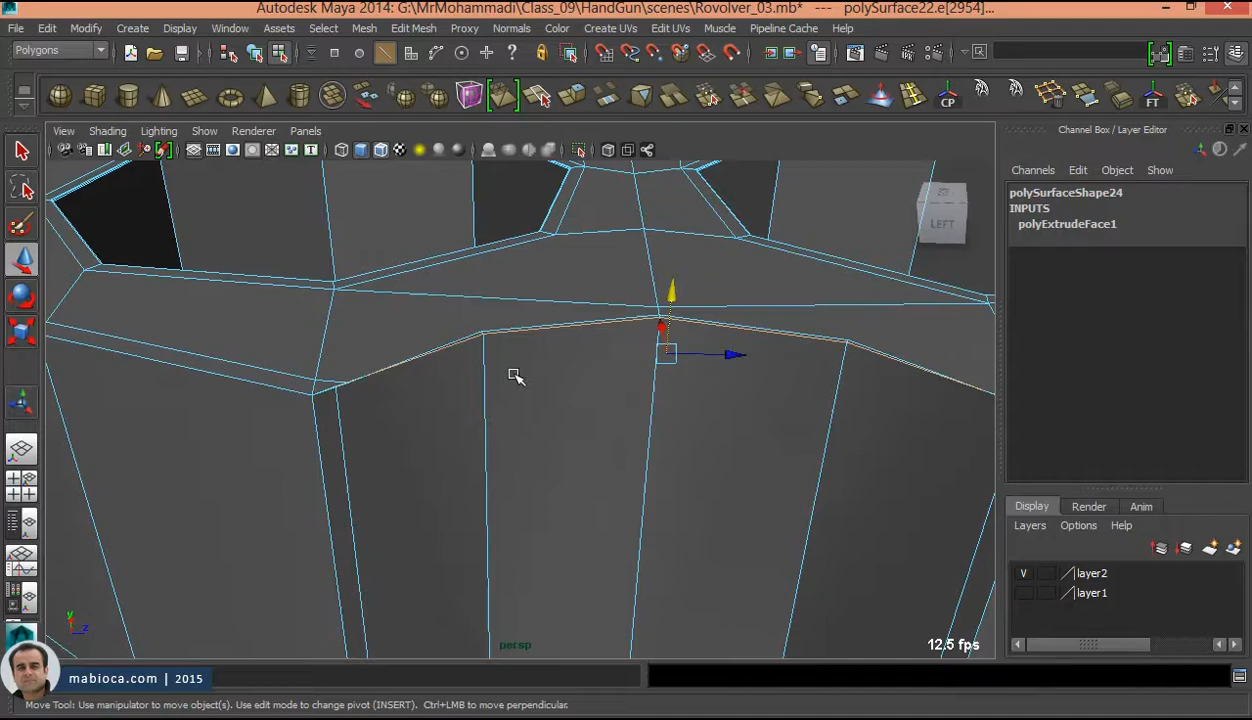 Autodesk Maya 2014: G:\MrMohammadi\Class_09\HandGun\scenes\Rovolver_03.mb* --- polySurface22.e[2954]...
File Edit Modify Create Display Window Assets Select Mesh Edit Mesh Proxy Normals Color Create UVs Edit UVs Muscle Pipeline Cache Help
Polygons
CP FT
View Shading Lighting Show Renderer Panels
Channel Box / Layer Editor
Channels Edit Object Show
polySurfaceShape24
INPUTS
polyExtrudeFace1
LEFT
Display Render Anim
Layers Options Help
V layer2
layer1
y
z
persp
12.5 fps
mabioca.com | 2015
Move Tool: Use manipulator to move object(s). Use edit mode to change pivot (INSERT). Ctrl+LMB to move perpendicular.